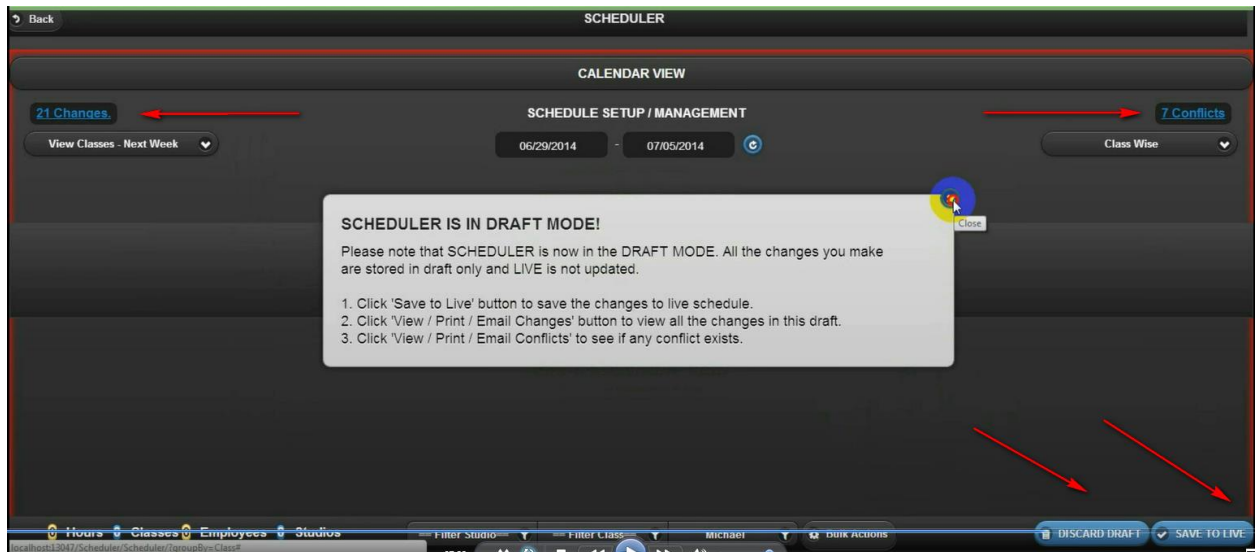 Back
SCHEDULER
CALENDAR VIEW
21 Changes.
SCHEDULE SETUP / MANAGEMENT
7 Conflicts
View Classes - Next Week
06/29/2014 - 07/05/2014
Class Wise
SCHEDULER IS IN DRAFT MODE!
Close
Please note that SCHEDULER is now in the DRAFT MODE. All the changes you make
are stored in draft only and LIVE is not updated.
1. Click 'Save to Live' button to save the changes to live schedule.
2. Click 'View / Print / Email Changes' button to view all the changes in this draft.
3. Click 'View / Print / Email Conflicts' to see if any conflict exists.
0 Hours 0 Classes 0 Employees 0 Studios
== Filter Studio== == Filter Class== Michael Bulk Actions
DISCARD DRAFT SAVE TO LIVE
localhost:13047/Scheduler/Scheduler/?groupBy=Class#